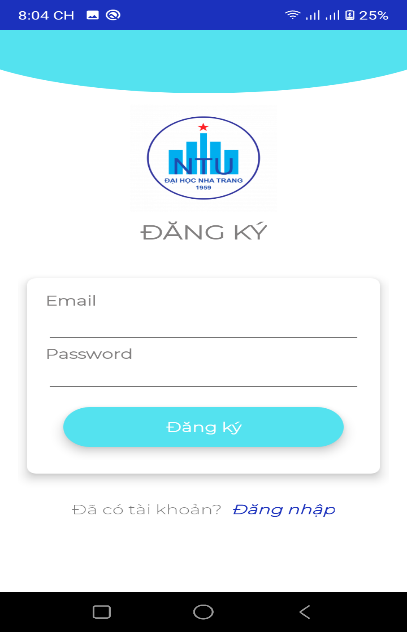 8:04 CH 25%
NTU
ĐẠI HỌC NHA TRANG
1959
ĐĂNG KÝ
Email
Password
Đăng ký
Đã có tài khoản? Đăng nhập